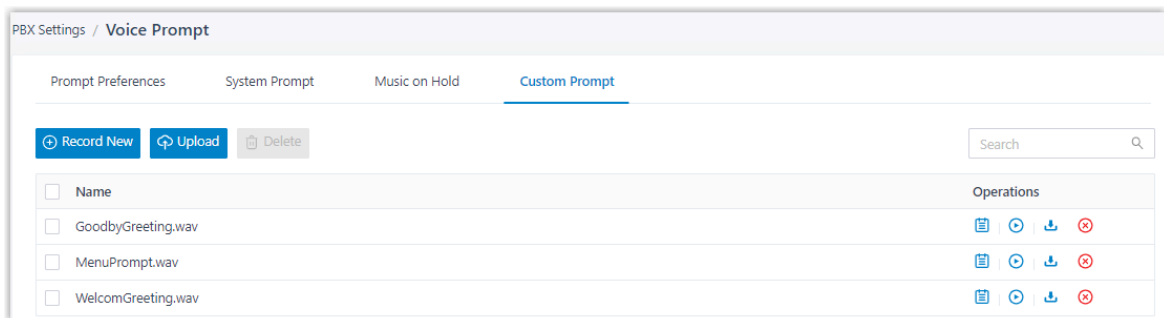 PBX Settings / Voice Prompt
Prompt Preferences System Prompt Music on Hold Custom Prompt
Record New Upload Delete Search
Name Operations
GoodbyGreeting.wav
MenuPrompt.wav
WelcomGreeting.wav